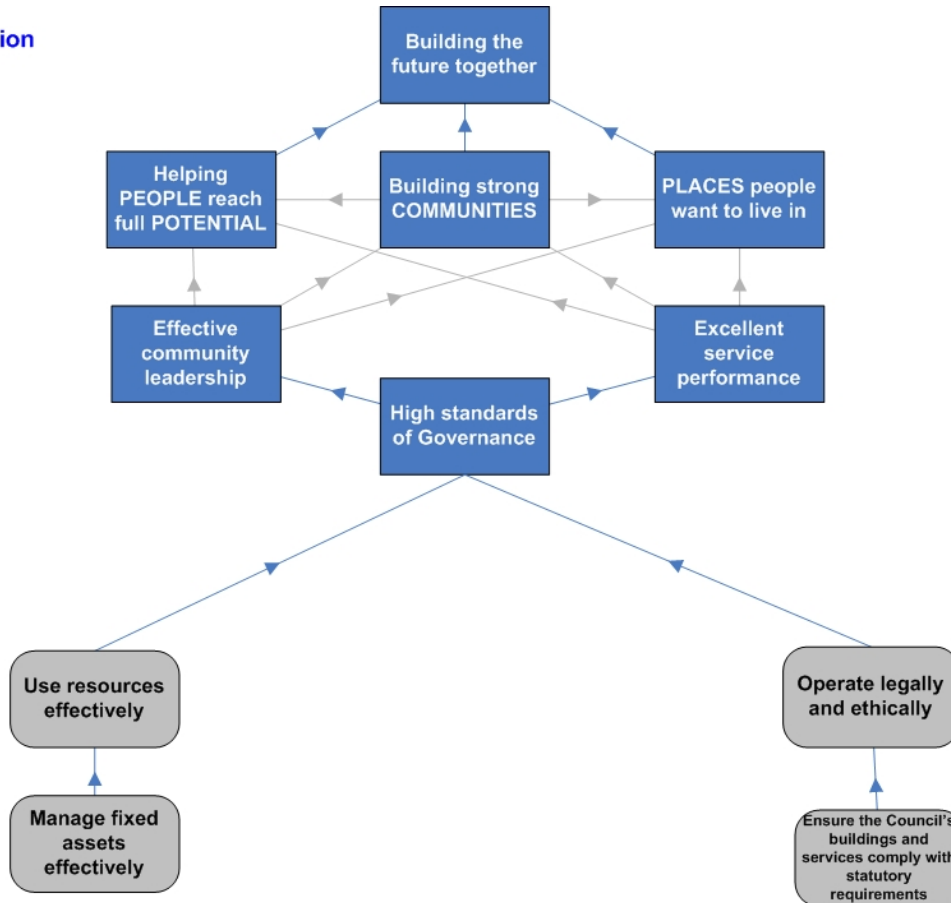 Building the
future together
Helping
PEOPLE reach
full POTENTIAL
Building strong
COMMUNITIES
PLACES people
want to live in
Effective
community
leadership
Excellent
service
performance
High standards
of Governance
Use resources
effectively
Operate legally
and ethically
Manage fixed
assets
effectively
Ensure the Council's
buildings and
services comply with
statutory
requirements